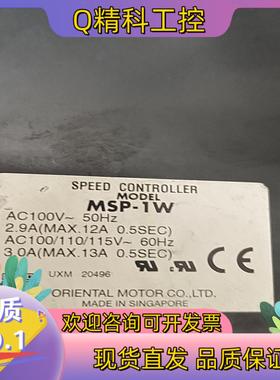 Q精科工控
SPEED CONTROLLER
MODEL
MSP-1W
AC100V~ 50Hz
2.9A(MAX.12A 0.5SEC)
AC100/110/115V~ 60Hz
3.0A(MAX.13A 0.5SEC)
UXM 20496
ORIENTAL MOTOR CO.,LTD.
MADE IN SINGAPORE
欢迎咨询可开发票
现货直发 品质保证